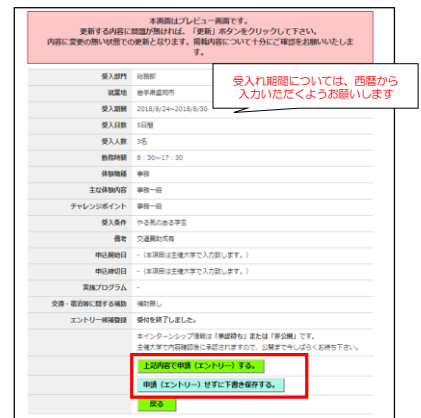 本画面はプレビュー画面です。
更新する内容に問題が無ければ、「更新」ボタンをクリックして下さい。
内容に変更の無い状態での更新となります。掲載内容について十分にご確認をお願いいたしま
す。
受入れ期間については、西暦から
入力いただくようお願いします
受入部門 総務部
就業地 岩手県盛岡市
受入期間 2018/8/24~2018/8/30
受入日数 5日間
受入人数 3名
勤務時間 8:30~17:30
体験職種 事務
主な体験内容 事務一般
チャレンジポイント 事務一般
受入条件 やる気のある学生
備考 交通費助成有
申込開始日 -(本項目は主催大学で入力致します。)
申込締切日 -(本項目は主催大学で入力致します。)
実施プログラム -
交通・宿泊等に関する補助 補助無し
エントリー候補登録 受付を終了しました。
本インターンシップ情報は「承認待ち」または「非公開」です。
主催大学で内容確認後に承認されますので、公開まで今しばらくお待ち下さい。
上記内容で申請(エントリー)する。
申請(エントリー)せずに下書き保存する。
戻る